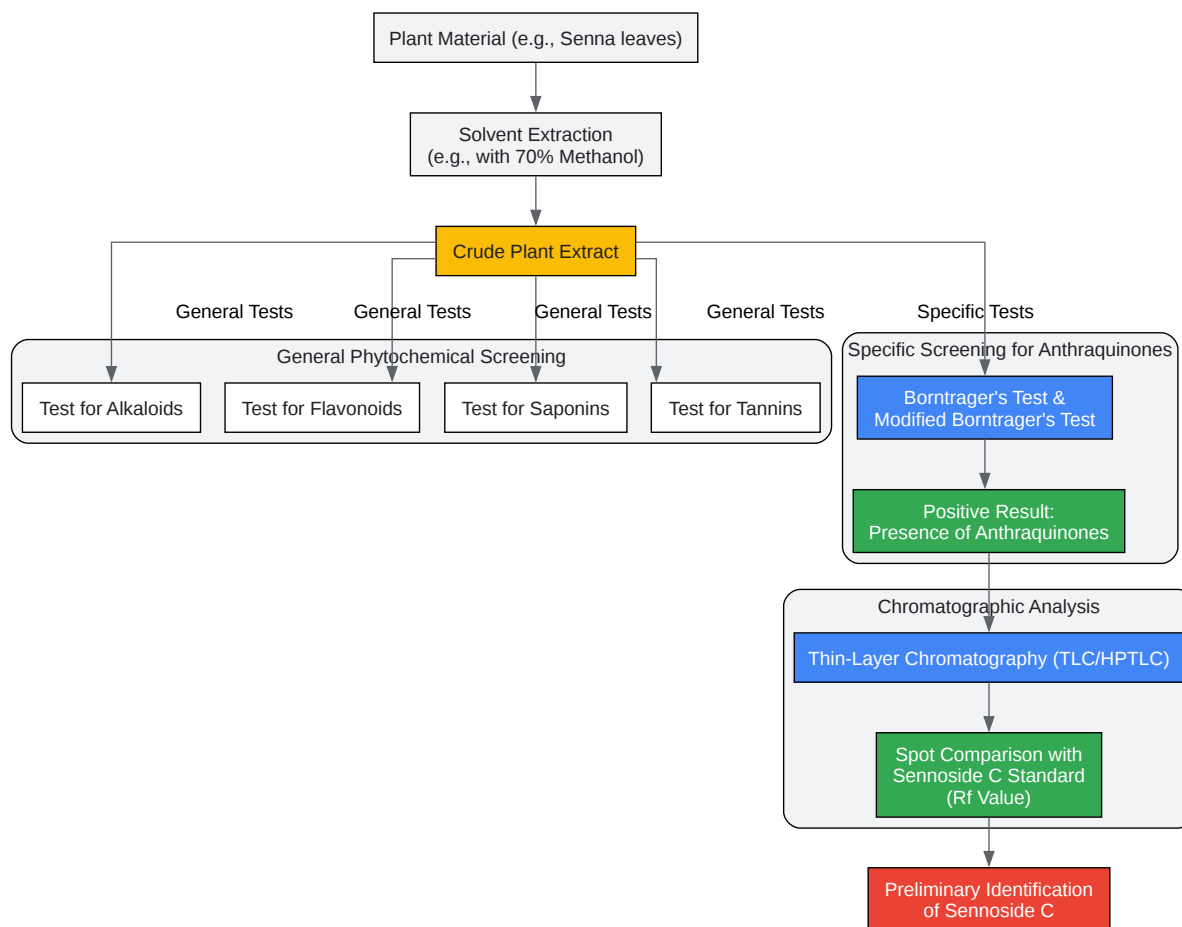 Plant Material (e.g., Senna leaves)
Solvent Extraction
(e.g., with 70% Methanol)
Crude Plant Extract
General Tests
General Tests
General Tests
General Tests
Specific Tests
General Phytochemical Screening
Test for Alkaloids
Test for Flavonoids
Test for Saponins
Test for Tannins
Specific Screening for Anthraquinones
Borntrager's Test &
Modified Borntrager's Test
Positive Result:
Presence of Anthraquinones
Chromatographic Analysis
Thin-Layer Chromatography (TLC/HPTLC)
Spot Comparison with
Sennoside C Standard
(Rf Value)
Preliminary Identification
of Sennoside C